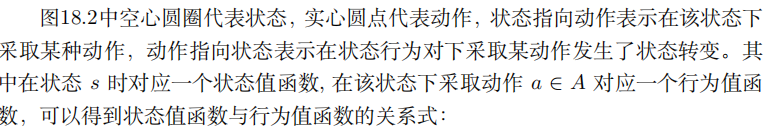 图18.2中空心圆圈代表状态, 实心圆点代表动作, 状态指向动作表示在该状态下
采取某种动作, 动作指向状态表示在状态行为对下采取某动作发生了状态转变。其
中在状态 s 时对应一个状态值函数, 在该状态下采取动作 a ∈ A 对应一个行为值函
数, 可以得到状态值函数与行为值函数的关系式: